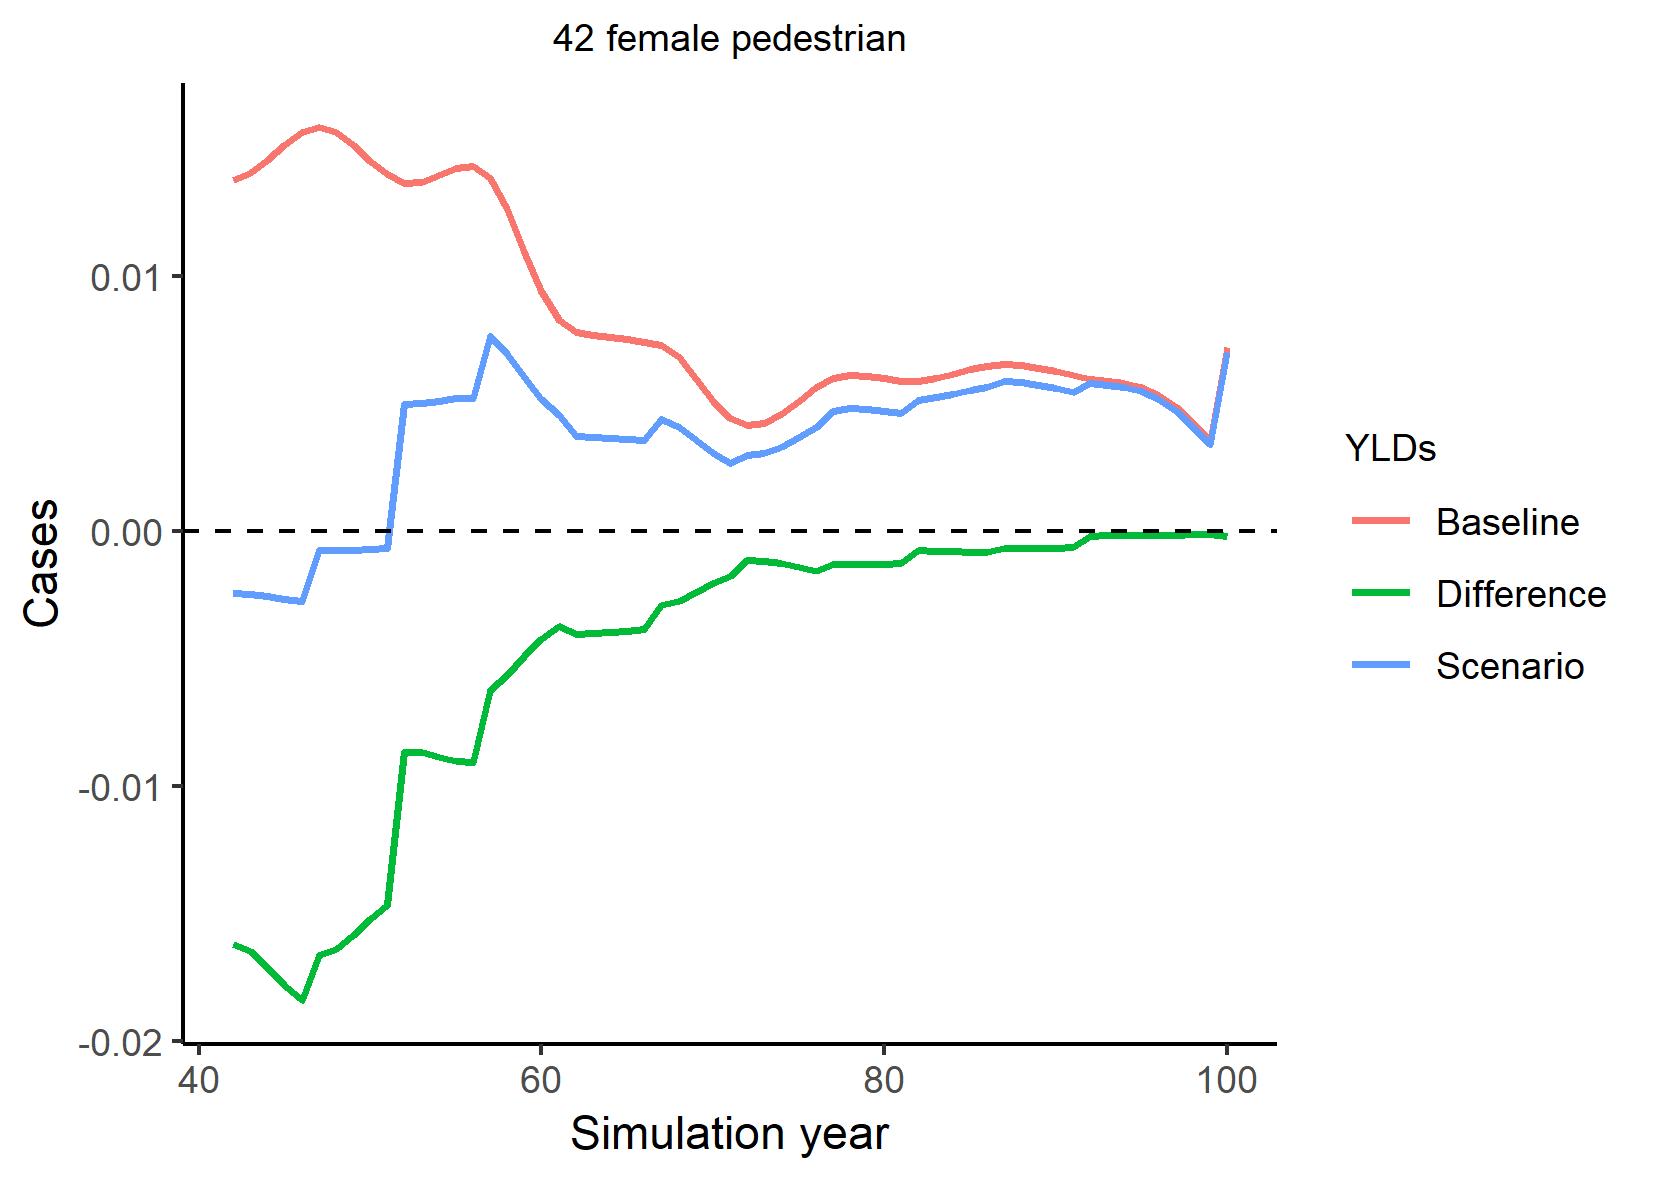 42 female pedestrian
Cases
0.01
0.00
-0.01
-0.02
40
60
80
100
Simulation year
YLDs
Baseline
Difference
Scenario